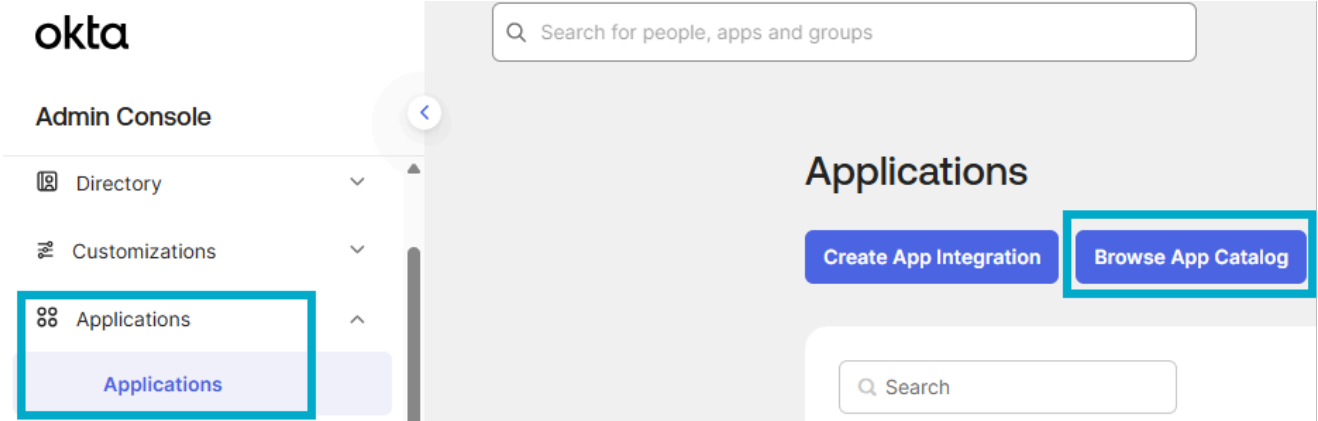 okta
Search for people, apps and groups
Admin Console
Directory
Customizations
Applications
Applications
Applications
Create App Integration
Browse App Catalog
Search